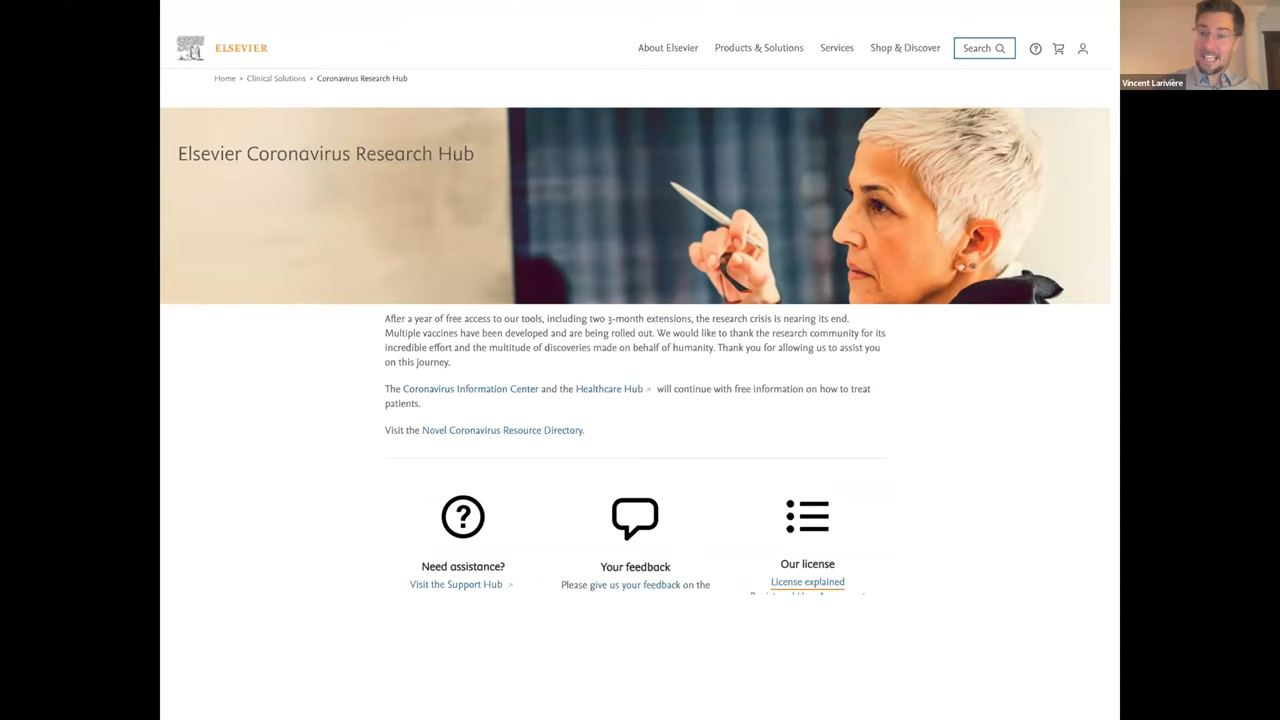 ELSEVIER
About Elsevier Products & Solutions Services Shop & Discover Search
Vincent Larivière
Home > Clinical Solutions > Coronavirus Research Hub
Elsevier Coronavirus Research Hub
After a year of free access to our tools, including two 3-month extensions, the research crisis is nearing its end.
Multiple vaccines have been developed and are being rolled out. We would like to thank the research community for its
incredible effort and the multitude of discoveries made on behalf of humanity. Thank you for allowing us to assist you
on this journey.
The Coronavirus Information Center and the Healthcare Hub will continue with free information on how to treat
patients.
Visit the Novel Coronavirus Resource Directory.
Need assistance?
Visit the Support Hub
Your feedback
Please give us your feedback on the
Our license
License explained